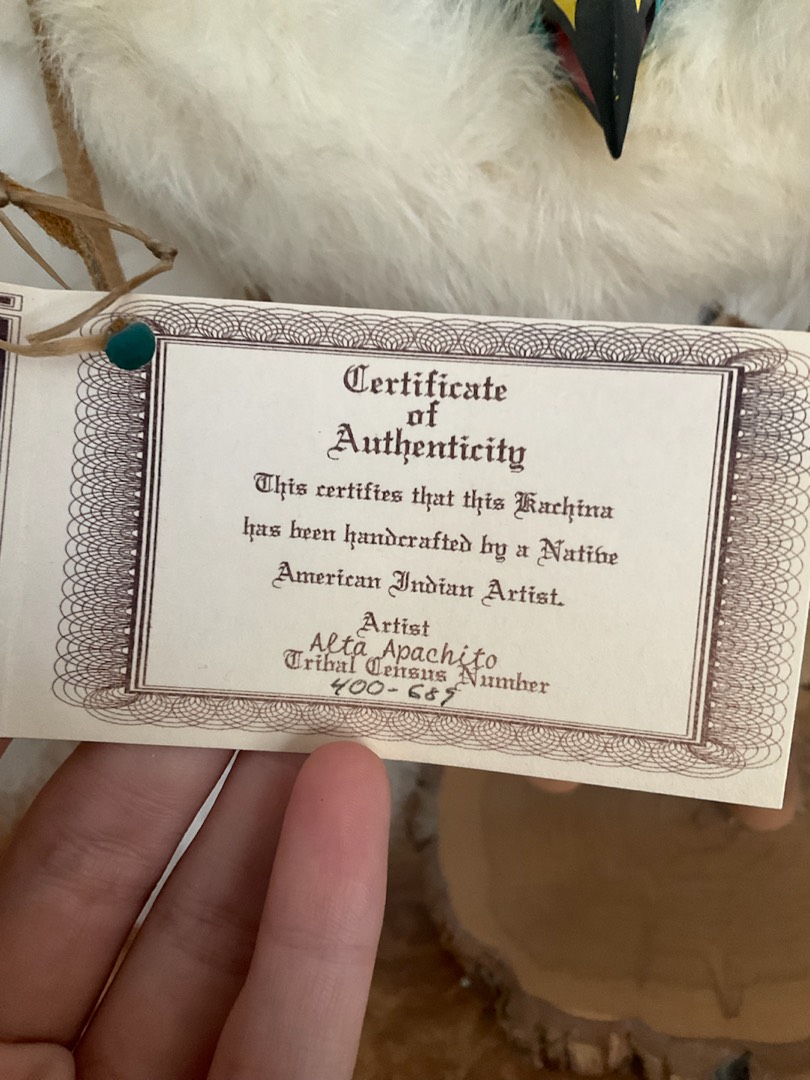 Certificate
of
Authenticity
This certifies that this Kachina
has been handcrafted by a Native
American Indian Artist.
Artist
Alta Apachito
Tribal Census Number
400-689